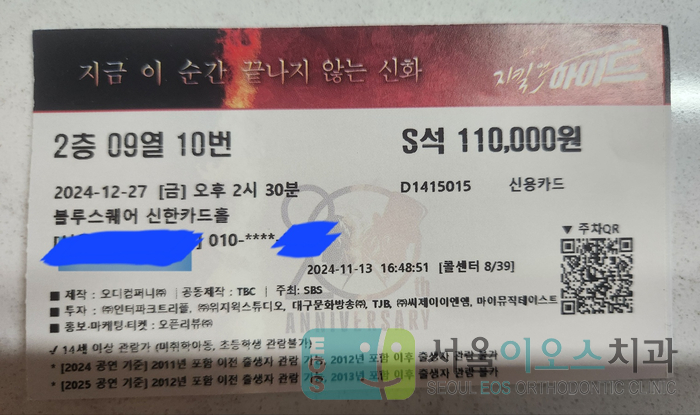 지금 이 순간 끝나지 않는 신화
지킬 앤 하이드
2층 09열 10번
S석 110,000원
2024-12-27 [금] 오후 2시 30분
D1415015 신용카드
블루스퀘어 신한카드홀
010-****-
▼ 주차QR
2024-11-13 16:48:51 [콜센터 8/39]
20th
ANNIVERSARY
■ 제작 : 오디컴퍼니㈜ | 공동제작 : TBC | 주최: SBS
■ 투자 : ㈜인터파크트리플, ㈜위지윅스튜디오, 대구문화방송㈜, TJB, ㈜씨제이이엔엠, 마이뮤직테이스트
■ 홍보·마케팅·티켓 : 오픈리뷰㈜
✓ 14세 이상 관람가 (미취학아동, 초등학생 관람불가)
* [2024 공연 기준] 2011년 포함 이전 출생자 관람 가능, 2012년 포함 이후 출생자 관람 불가
* [2025 공연 기준] 2012년 포함 이전 출생자 관람 가능, 2013년 포함 이후 출생자 관람 불가
EOS
서울이오스치과
SEOUL EOS ORTHODONTIC CLINIC